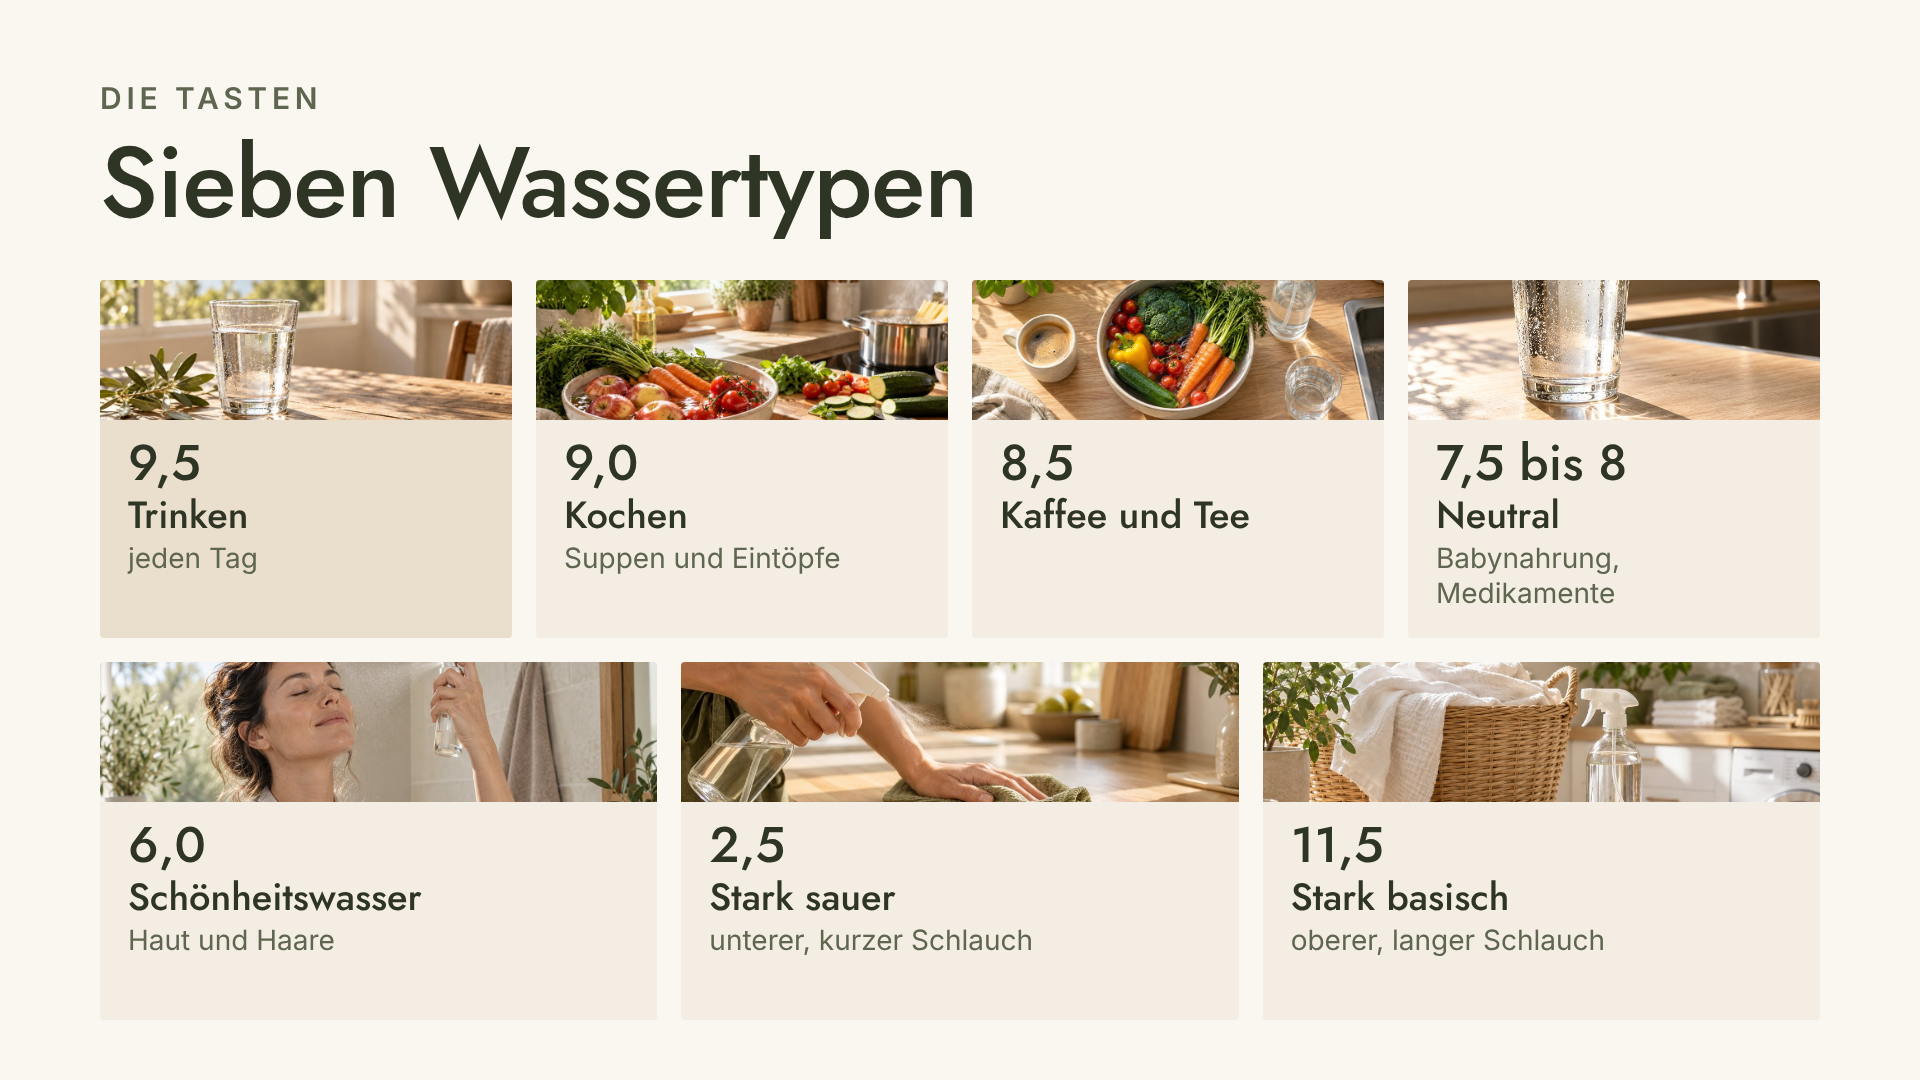 DIE TASTEN
Sieben Wassertypen
9,5
Trinken
jeden Tag
9,0
Kochen
Suppen und Eintöpfe
8,5
Kaffee und Tee
7,5 bis 8
Neutral
Babynahrung,
Medikamente
6,0
Schönheitswasser
Haut und Haare
2,5
Stark sauer
unterer, kurzer Schlauch
11,5
Stark basisch
oberer, langer Schlauch